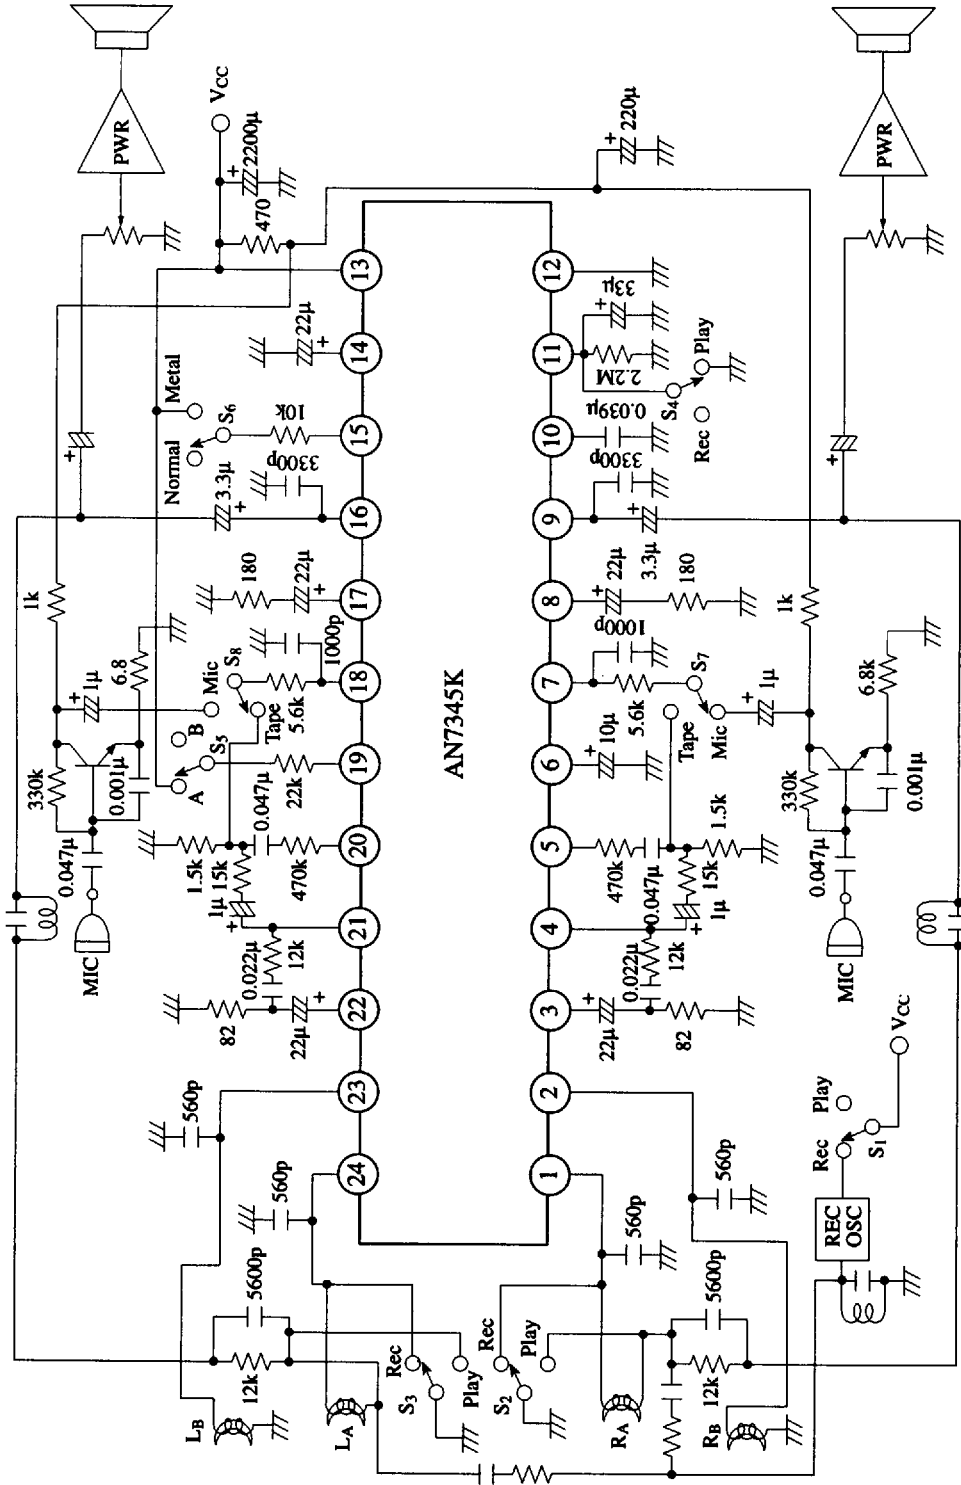 PWR
VCC
2200µ
470
220µ
PWR
13
12
22µ
14
11
33µ
2.2M
Play
S4
Rec
Metal
Normal
S6
10k
15
10
0.039µ
3.3µ
3300p
16
9
3300p
3.3µ
1k
180
22µ
17
8
22µ
180
1k
6.8
1µ
Mic
S8
Tape
1000p
5.6k
18
7
1000p
5.6k
S7
Tape
Mic
1µ
6.8k
330k
0.001µ
B
A
S5
22k
19
6
10µ
330k
0.001µ
0.047µ
1.5k
15k
0.047µ
470k
20
5
470k
0.047µ
15k
1.5k
0.047µ
MIC
1µ
0.022µ
12k
21
4
0.022µ
12k
1µ
MIC
82
22µ
22
3
22µ
82
AN7345K
560p
23
2
560p
Play
Rec
S1
VCC
560p
24
1
560p
REC
OSC
5600p
12k
Rec
S3
Play
Rec
S2
Play
5600p
12k
LB
LA
RA
RB